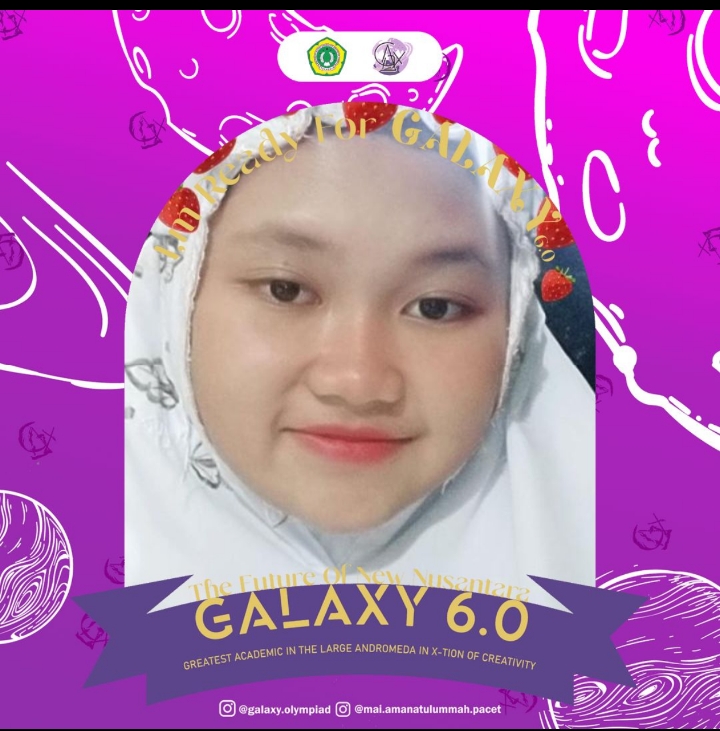 I'm Ready For GALAXY 6.0
The Future Of New Nusantara
GALAXY 6.0
GREATEST ACADEMIC IN THE LARGE ANDROMEDA IN X-TION OF CREATIVITY
@galaxy.olympiad @mai.amanatulummah.pacet